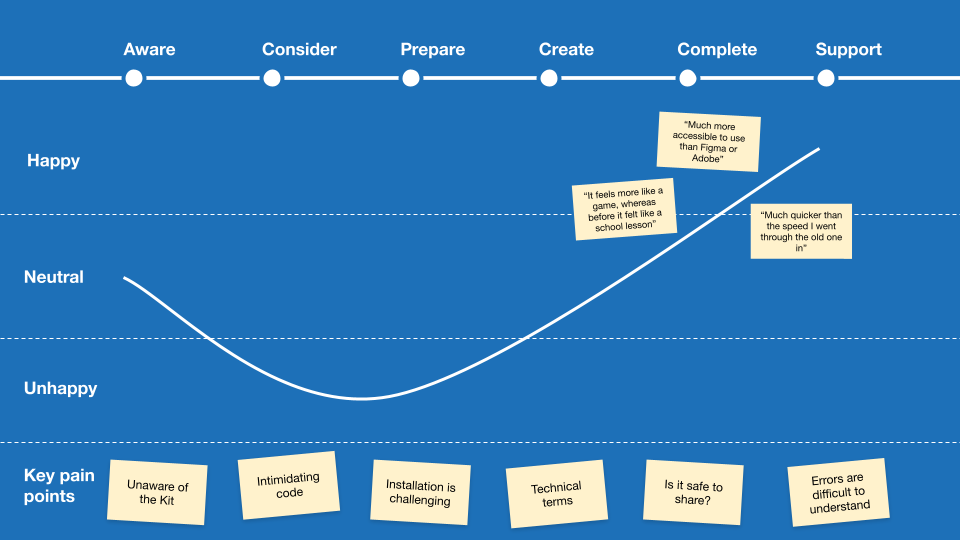 Aware
Consider
Prepare
Create
Complete
Support
Happy
“Much more
accessible to use
than Figma or
Adobe”
“It feels more like a
game, whereas
before it felt like a
school lesson”
“Much quicker than
the speed I went
through the old one
in”
Neutral
Unhappy
Key pain
points
Unaware of
the Kit
Intimidating
code
Installation is
challenging
Technical
terms
Is it safe to
share?
Errors are
difficult to
understand